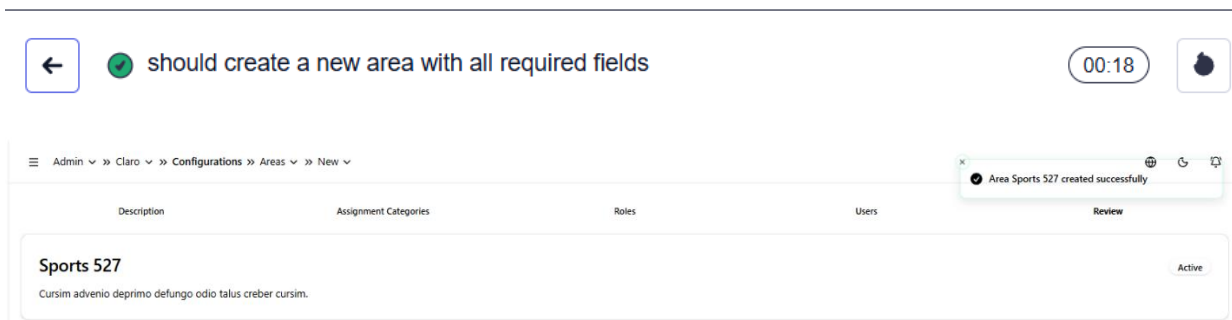 should create a new area with all required fields
00:18
Admin » Claro » Configurations » Areas » New
Area Sports 527 created successfully
Description Assignment Categories Roles Users Review
Sports 527
Active
Cursim advenio deprimo defungo odio talus creber cursim.